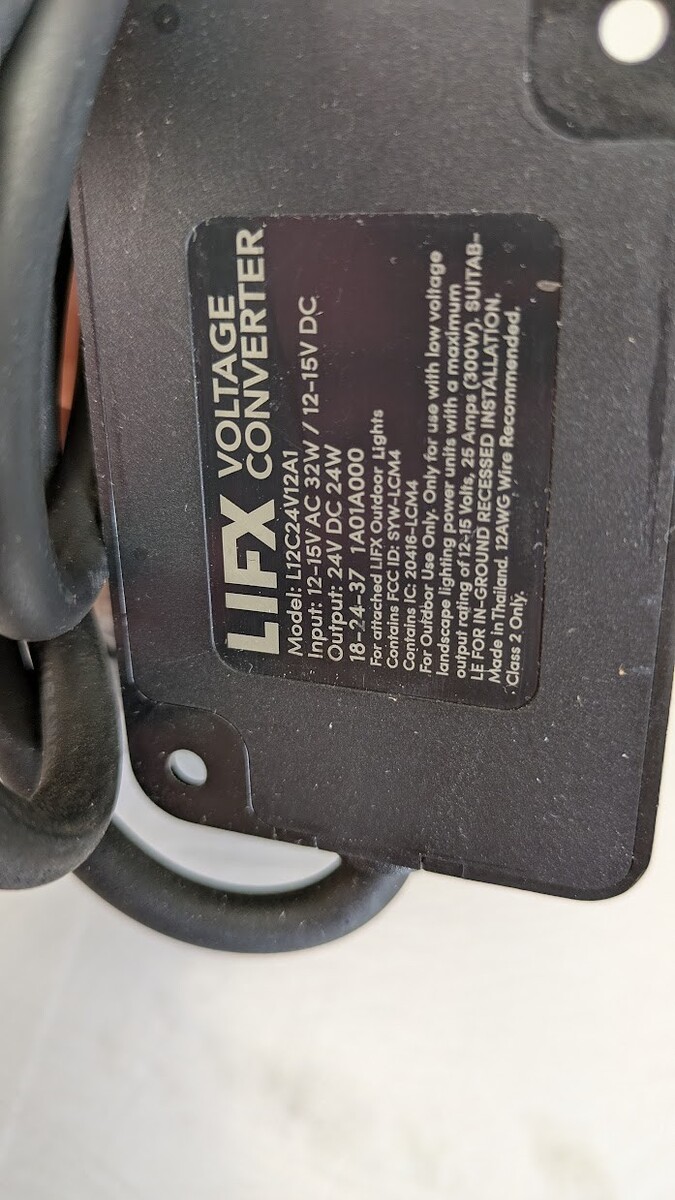 LIFX VOLTAGE
CONVERTER
Model: L12C24V12A1
Input: 12-15V AC 32W / 12-15V DC
Output: 24V DC 24W
18-24-37 1A01A000
For attached LIFX Outdoor Lights
Contains FCC ID: SYW-LCM4
Contains IC: 20416-LCM4
For Outdoor Use Only. Only for use with low voltage
landscape lighting power units with a maximum
output rating of 12-15 Volts, 25 Amps (300W). SUITAB-
LE FOR IN-GROUND RECESSED INSTALLATION.
Made in Thailand. 12AWG Wire Recommended.
Class 2 Only.